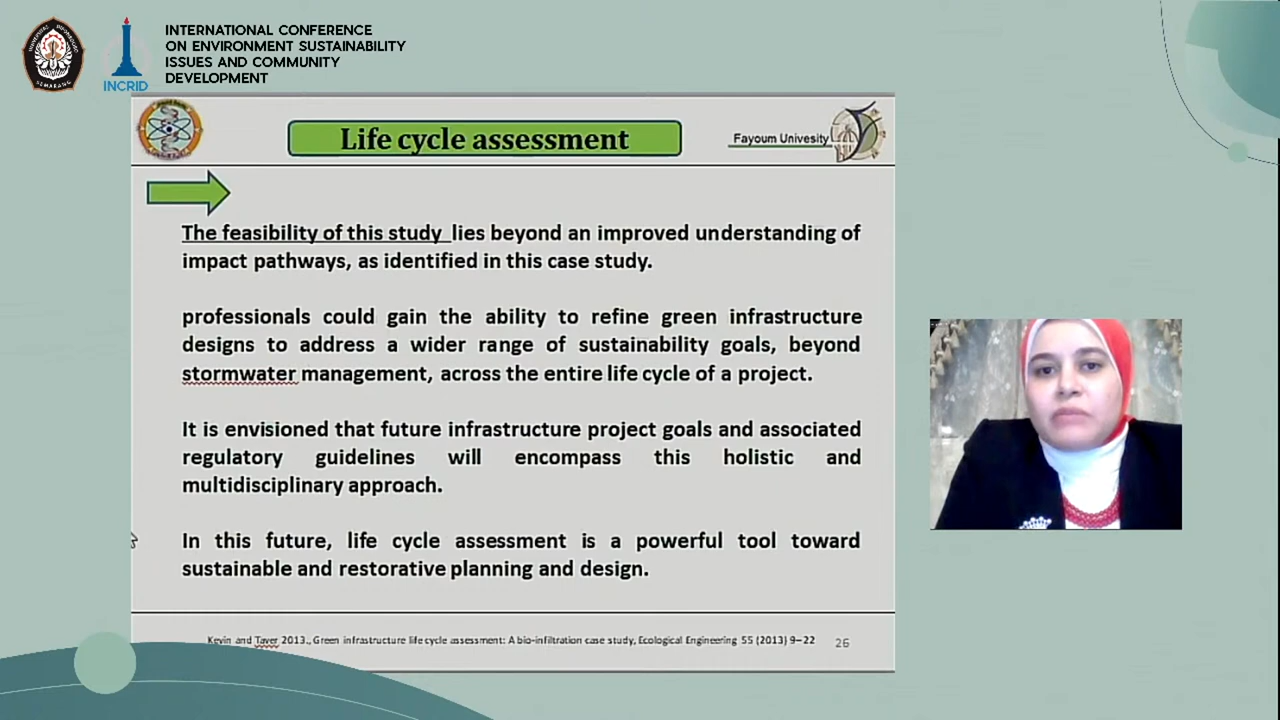 INTERNATIONAL CONFERENCE
ON ENVIRONMENT SUSTAINABILITY
ISSUES AND COMMUNITY
DEVELOPMENT
INCRID
Life cycle assessment
Fayoum Univesity
The feasibility of this study lies beyond an improved understanding of
impact pathways, as identified in this case study.
professionals could gain the ability to refine green infrastructure
designs to address a wider range of sustainability goals, beyond
stormwater management, across the entire life cycle of a project.
It is envisioned that future infrastructure project goals and associated
regulatory guidelines will encompass this holistic and
multidisciplinary approach.
In this future, life cycle assessment is a powerful tool toward
sustainable and restorative planning and design.
Kevin and Taver 2013., Green infrastructure life cycle assessment: A bio-infiltration case study, Ecological Engineering 55 (2013) 9–22
26